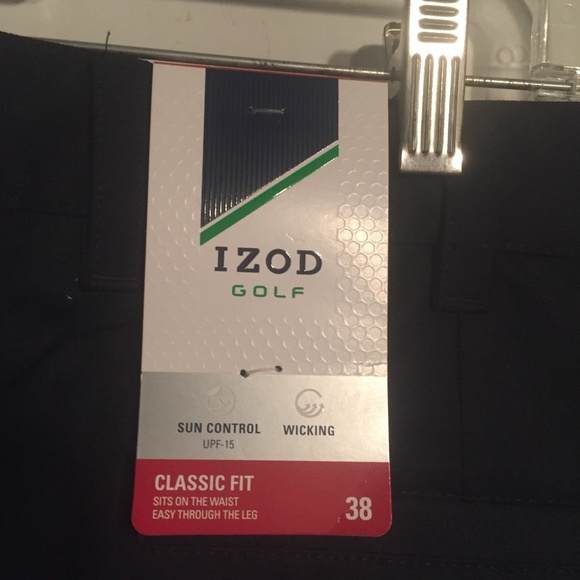 IZOD
GOLF
SUN CONTROL
UPF-15
WICKING
CLASSIC FIT
SITS ON THE WAIST
EASY THROUGH THE LEG
38